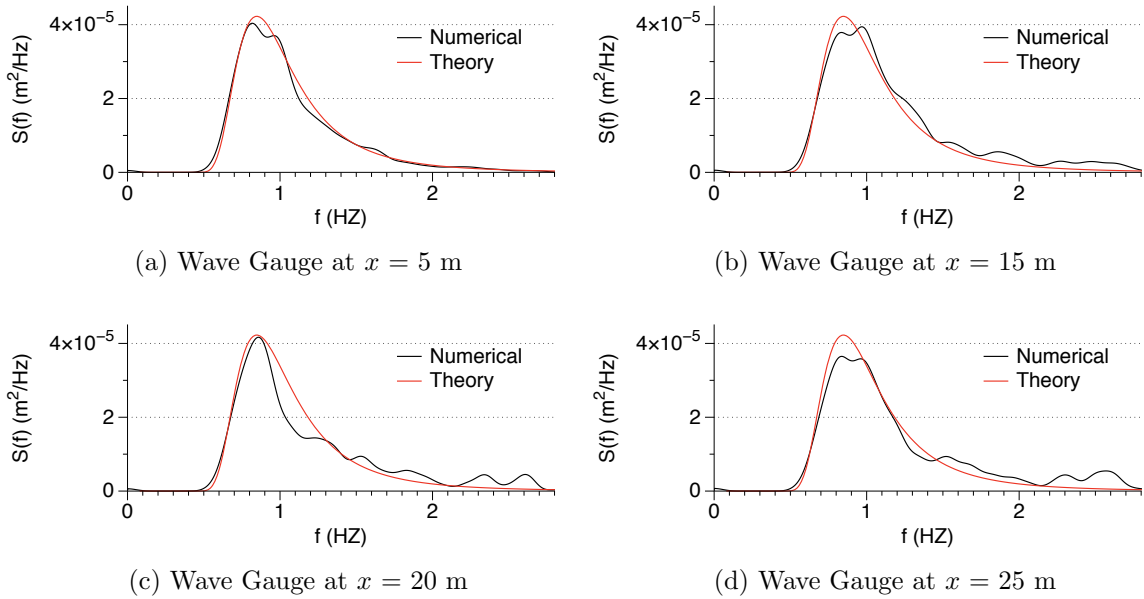 4×10⁻⁵
2
0
S(f) (m²/Hz)
Numerical
Theory
0 1 2
f (HZ)
(a) Wave Gauge at x = 5 m
4×10⁻⁵
2
0
S(f) (m²/Hz)
Numerical
Theory
0 1 2
f (HZ)
(b) Wave Gauge at x = 15 m
4×10⁻⁵
2
0
S(f) (m²/Hz)
Numerical
Theory
0 1 2
f (HZ)
(c) Wave Gauge at x = 20 m
4×10⁻⁵
2
0
S(f) (m²/Hz)
Numerical
Theory
0 1 2
f (HZ)
(d) Wave Gauge at x = 25 m